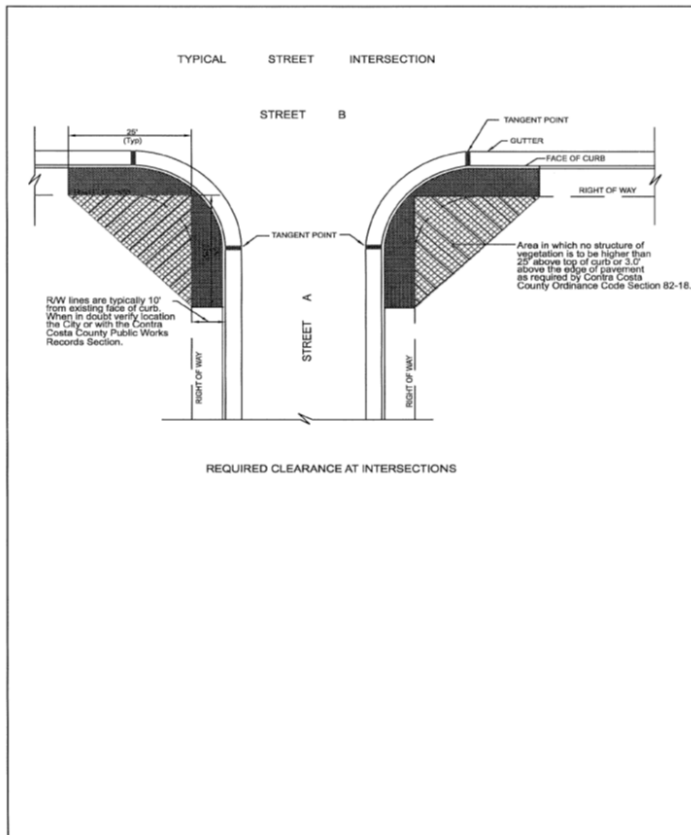 TYPICAL STREET INTERSECTION
STREET B
25'
(Typ)
TANGENT POINT
GUTTER
FACE OF CURB
RIGHT OF WAY
TANGENT POINT
Area in which no structure of
vegetation is to be higher than
25' above top of curb or 3.0'
above the edge of pavement
as required by Contra Costa
County Ordinance Code Section 82-18.
R/W lines are typically 10'
from existing face of curb.
When in doubt verify location
the City or with the Contra
Costa County Public Works
Records Section.
STREET A
RIGHT OF WAY
RIGHT OF WAY
REQUIRED CLEARANCE AT INTERSECTIONS